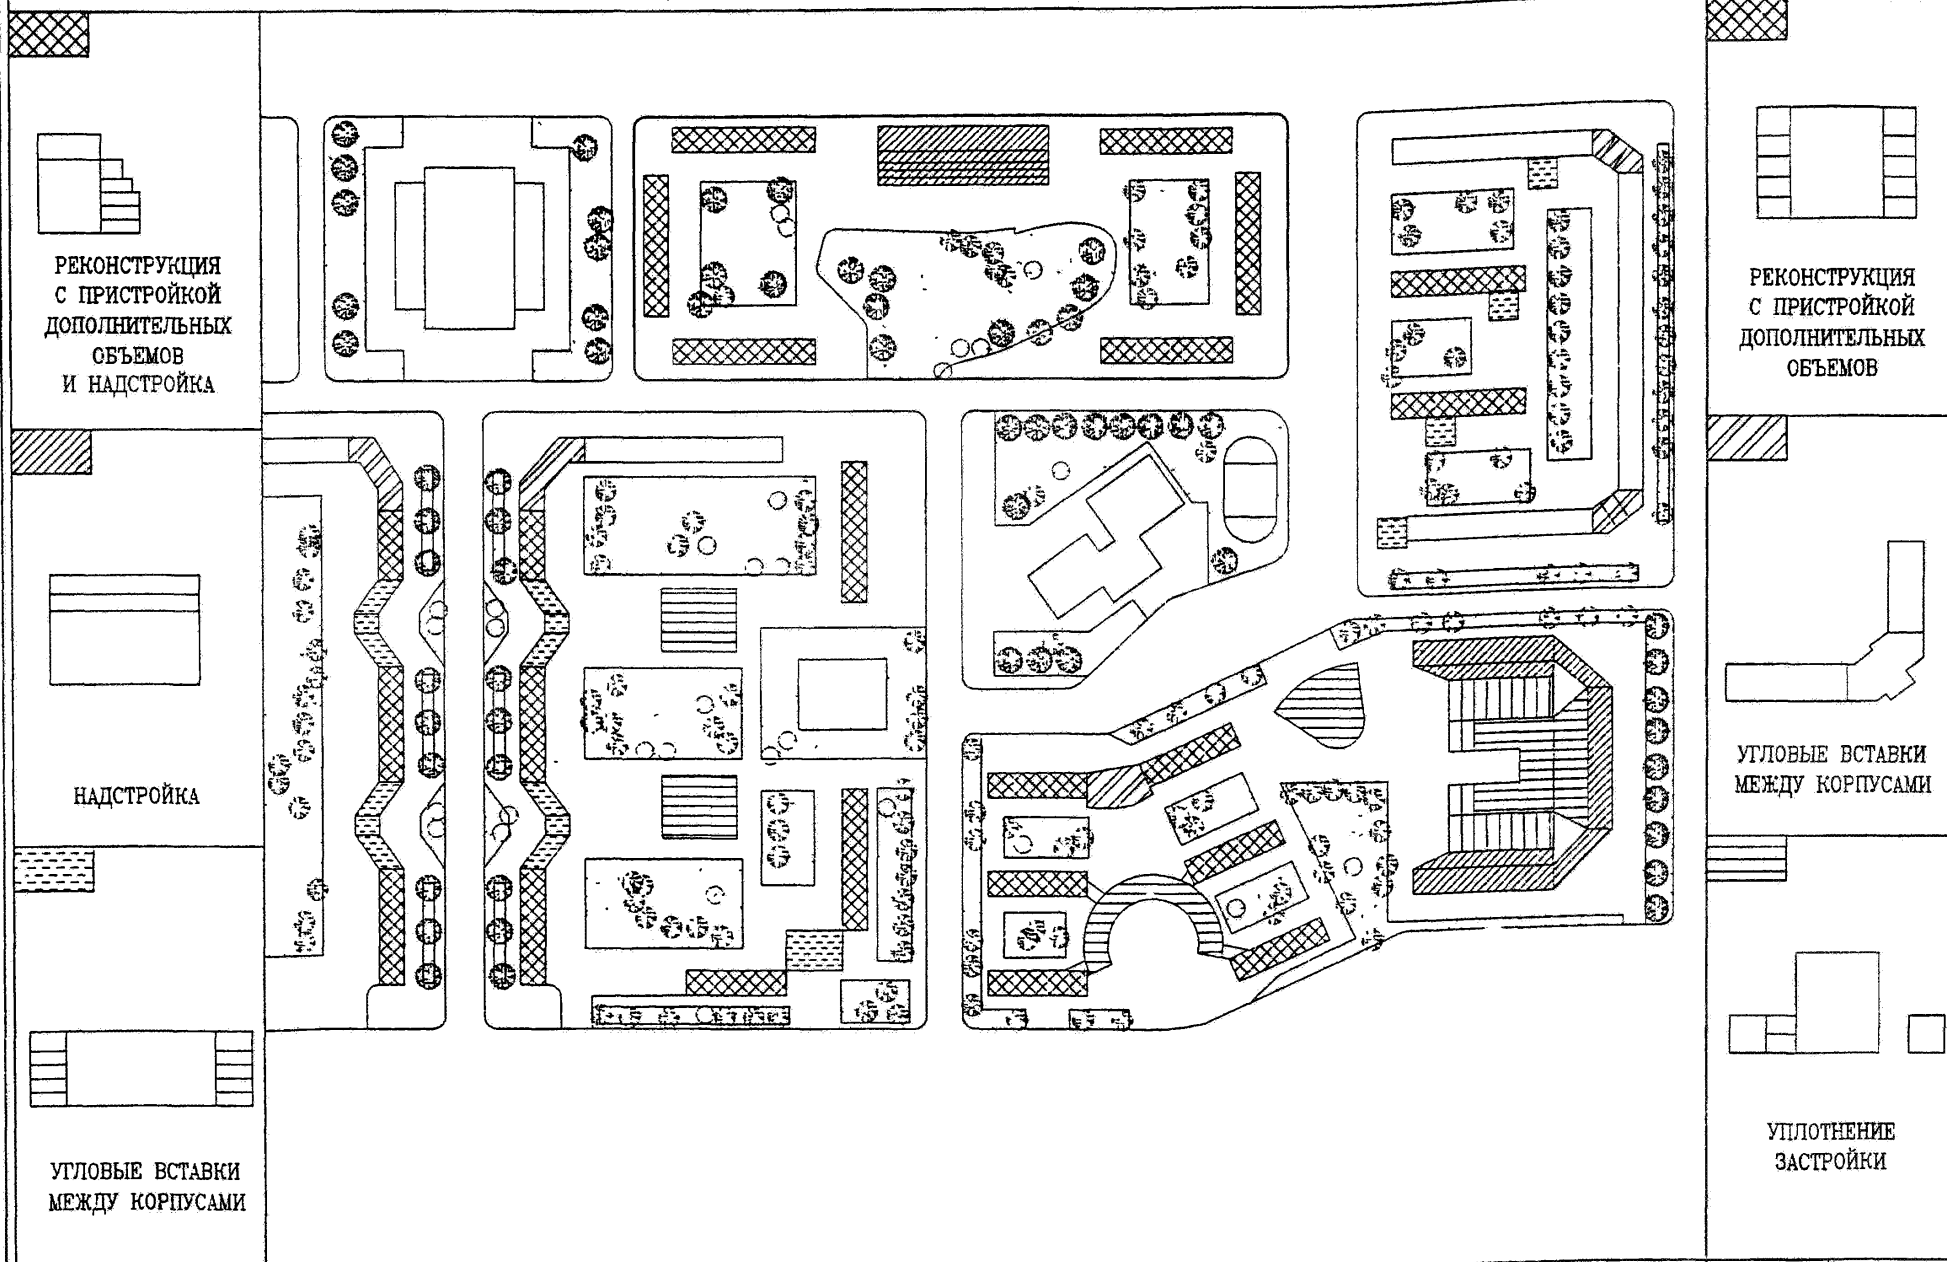 РЕКОНСТРУКЦИЯ
С ПРИСТРОЙКОЙ
ДОПОЛНИТЕЛЬНЫХ
ОБЪЕМОВ
И НАДСТРОЙКА
НАДСТРОЙКА
УГЛОВЫЕ ВСТАВКИ
МЕЖДУ КОРПУСАМИ
РЕКОНСТРУКЦИЯ
С ПРИСТРОЙКОЙ
ДОПОЛНИТЕЛЬНЫХ
ОБЪЕМОВ
УГЛОВЫЕ ВСТАВКИ
МЕЖДУ КОРПУСАМИ
УПЛОТНЕНИЕ
ЗАСТРОЙКИ